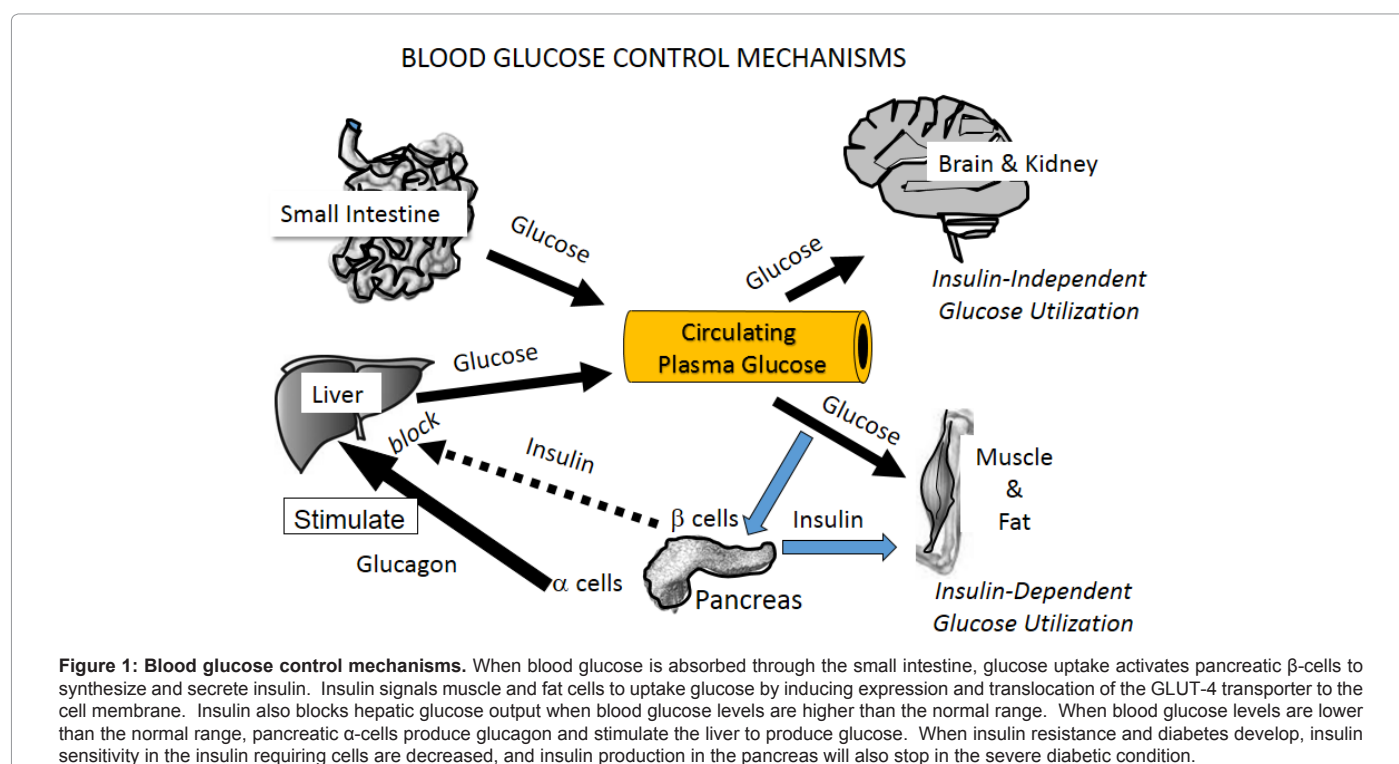 BLOOD GLUCOSE CONTROL MECHANISMS
Small Intestine
Glucose
Brain & Kidney
Glucose
Insulin-Independent
Glucose Utilization
Circulating
Plasma Glucose
Liver
Glucose
block
Insulin
Glucose
Muscle
&
Fat
Stimulate
Glucagon
β cells
Insulin
α cells
Pancreas
Insulin-Dependent
Glucose Utilization
Figure 1: Blood glucose control mechanisms. When blood glucose is absorbed through the small intestine, glucose uptake activates pancreatic β-cells to
synthesize and secrete insulin. Insulin signals muscle and fat cells to uptake glucose by inducing expression and translocation of the GLUT-4 transporter to the
cell membrane. Insulin also blocks hepatic glucose output when blood glucose levels are higher than the normal range. When blood glucose levels are lower
than the normal range, pancreatic α-cells produce glucagon and stimulate the liver to produce glucose. When insulin resistance and diabetes develop, insulin
sensitivity in the insulin requiring cells are decreased, and insulin production in the pancreas will also stop in the severe diabetic condition.